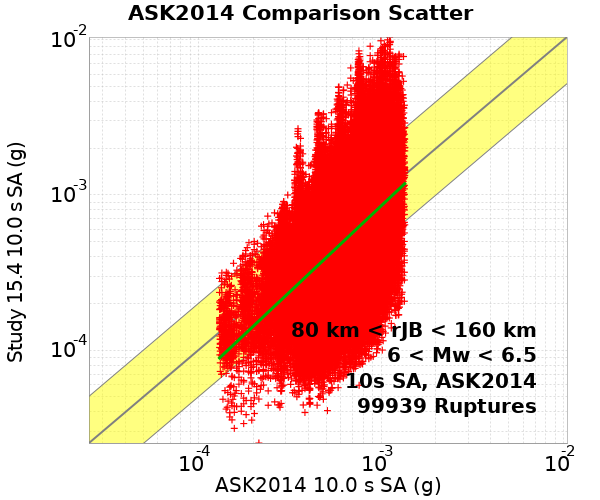 ASK2014 Comparison Scatter
10-2
10-3
10-4
Study 15.4 10.0 s SA (g)
80 km < rJB < 160 km
6 < Mw < 6.5
10s SA, ASK2014
99939 Ruptures
10-4 10-3 10-2
ASK2014 10.0 s SA (g)